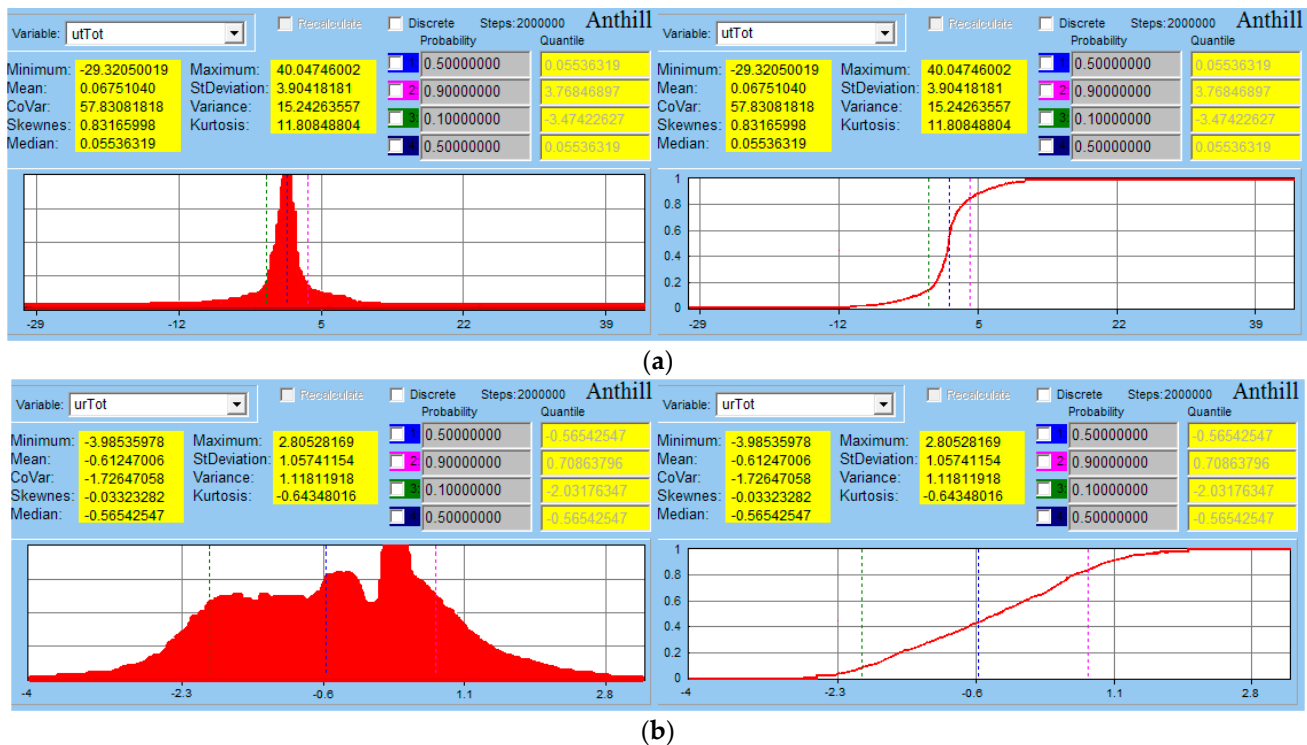 Variable: utTot Recalculate Discrete Steps:2000000 Anthill
Probability Quantile
Minimum: -29.32050019 Maximum: 40.04746002 1 0.50000000 0.05536319
Mean: 0.06751040 StDeviation: 3.90418181 2 0.90000000 3.76846897
CoVar: 57.83081818 Variance: 15.24263557 3 0.10000000 -3.47422627
Skewnes: 0.83165998 Kurtosis: 11.80848804 4 0.50000000 0.05536319
Median: 0.05536319
-29 -12 5 22 39
Variable: utTot Recalculate Discrete Steps:2000000 Anthill
Probability Quantile
Minimum: -29.32050019 Maximum: 40.04746002 1 0.50000000 0.05536319
Mean: 0.06751040 StDeviation: 3.90418181 2 0.90000000 3.76846897
CoVar: 57.83081818 Variance: 15.24263557 3 0.10000000 -3.47422627
Skewnes: 0.83165998 Kurtosis: 11.80848804 4 0.50000000 0.05536319
Median: 0.05536319
1
0.8
0.6
0.4
0.2
0
-29 -12 5 22 39
(a)
Variable: urTot Recalculate Discrete Steps:2000000 Anthill
Probability Quantile
Minimum: -3.98535978 Maximum: 2.80528169 1 0.50000000 -0.56542547
Mean: -0.61247006 StDeviation: 1.05741154 2 0.90000000 0.70863796
CoVar: -1.72647058 Variance: 1.11811918 3 0.10000000 -2.03176347
Skewnes: -0.03323282 Kurtosis: -0.64348016 4 0.50000000 -0.56542547
Median: -0.56542547
-4 -2.3 -0.6 1.1 2.8
Variable: urTot Recalculate Discrete Steps:2000000 Anthill
Probability Quantile
Minimum: -3.98535978 Maximum: 2.80528169 1 0.50000000 -0.56542547
Mean: -0.61247006 StDeviation: 1.05741154 2 0.90000000 0.70863796
CoVar: -1.72647058 Variance: 1.11811918 3 0.10000000 -2.03176347
Skewnes: -0.03323282 Kurtosis: -0.64348016 4 0.50000000 -0.56542547
Median: -0.56542547
1
0.8
0.6
0.4
0.2
0
-4 -2.3 -0.6 1.1 2.8
(b)